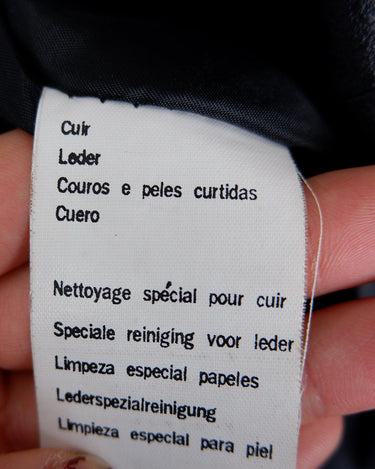 Cuir
Leder
Couros e peles curtidas
Cuero
Nettoyage spécial pour cuir
Speciale reiniging voor leder
Limpeza especial papeles
Lederspezialreinigung
Limpieza especial para piel